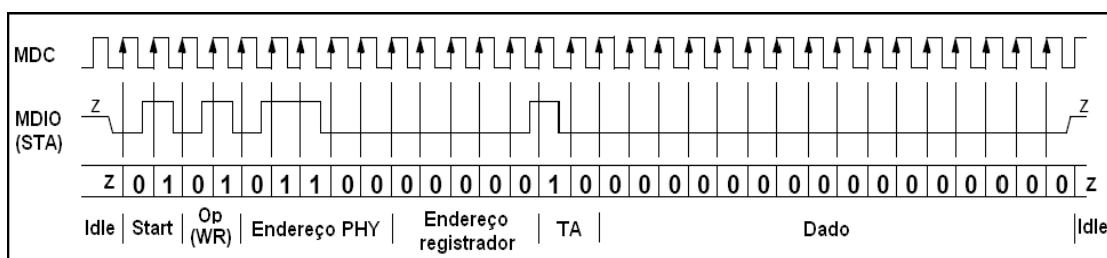 MDC
Z Z
MDIO
(STA)
Z 0 1 0 1 0 1 1 0 0 0 0 0 0 0 1 0 0 0 0 0 0 0 0 0 0 0 0 0 0 0 0 0 Z
Idle Start Op (WR) Endereço PHY Endereço registrador TA Dado Idle